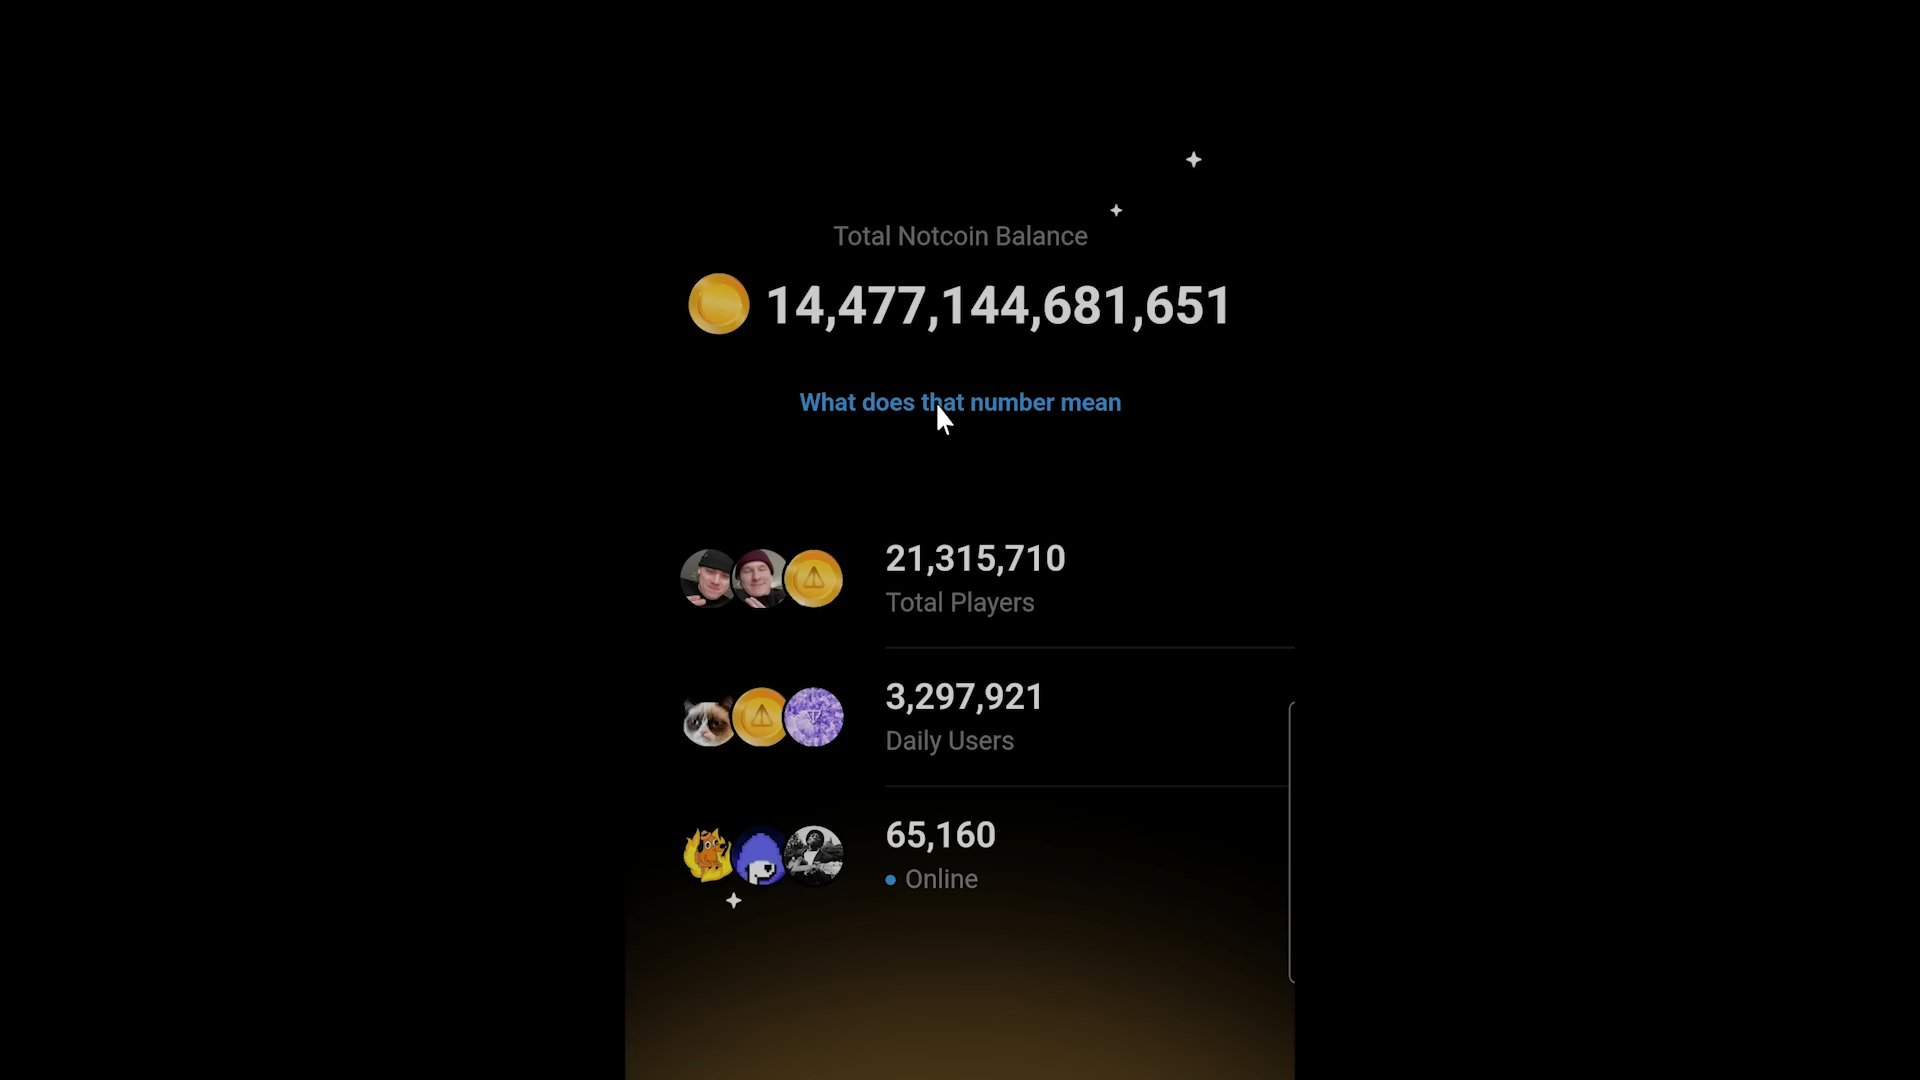 Total Notcoin Balance
14,477,144,681,651
What does that number mean
21,315,710
Total Players
3,297,921
Daily Users
65,160
Online